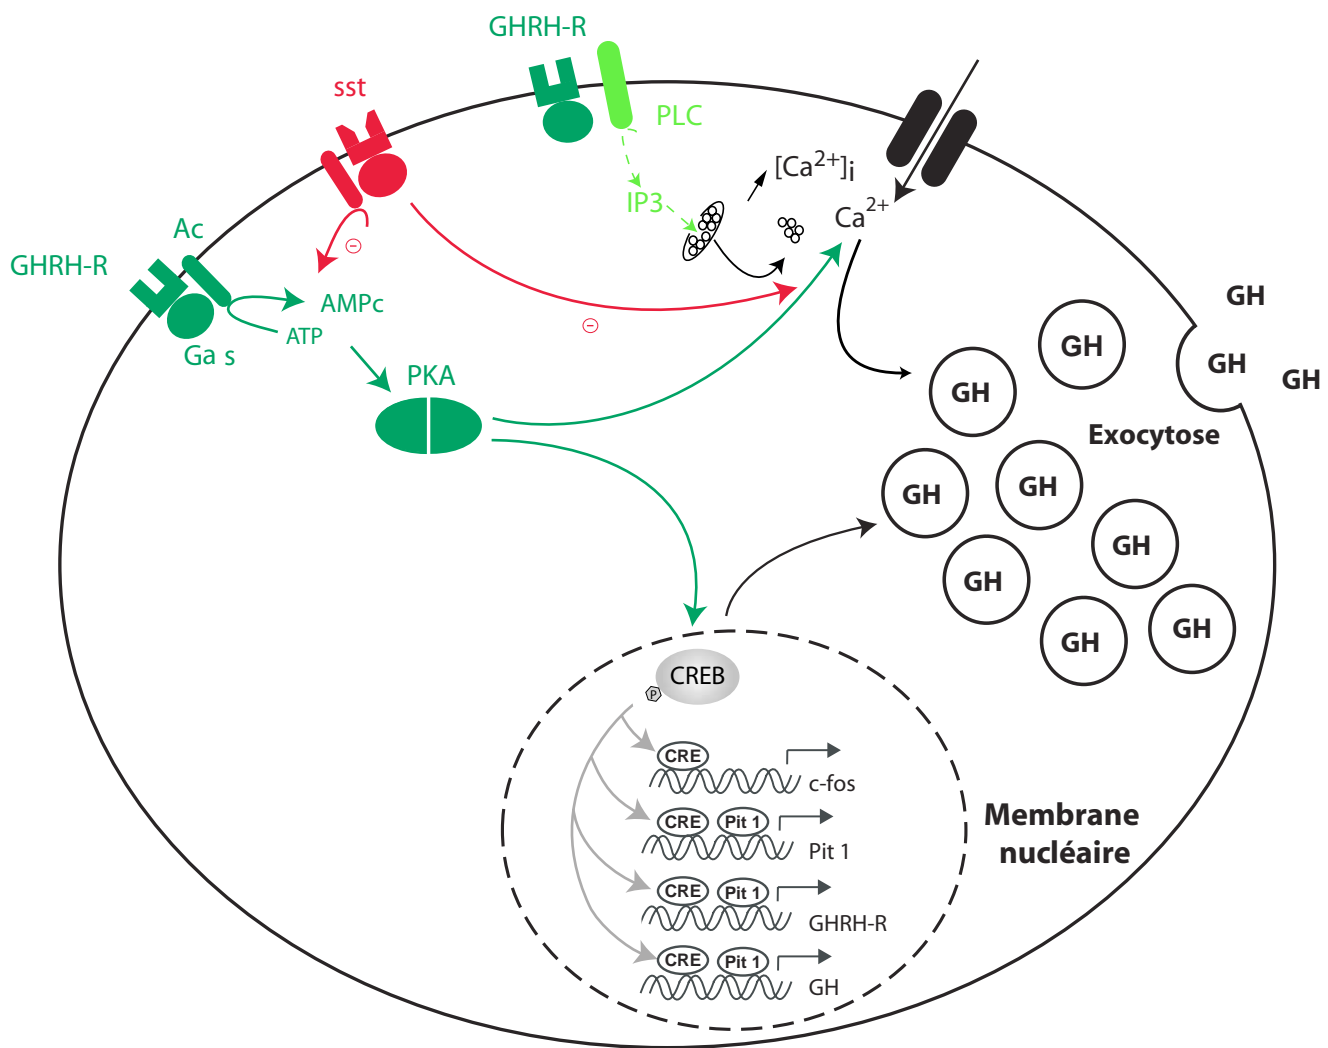 GHRH-R
sst
PLC
[Ca2+]i
IP3
Ca2+
Ac
GHRH-R
⊖
AMPc
ATP
Ga s
⊖
PKA
GH
GH
GH
GH
GH
GH
Exocytose
GH
GH
GH
GH
GH
GH
CREB
P
CRE
c-fos
CRE
Pit 1
Pit 1
CRE
Pit 1
GHRH-R
CRE
Pit 1
GH
Membrane
nucléaire